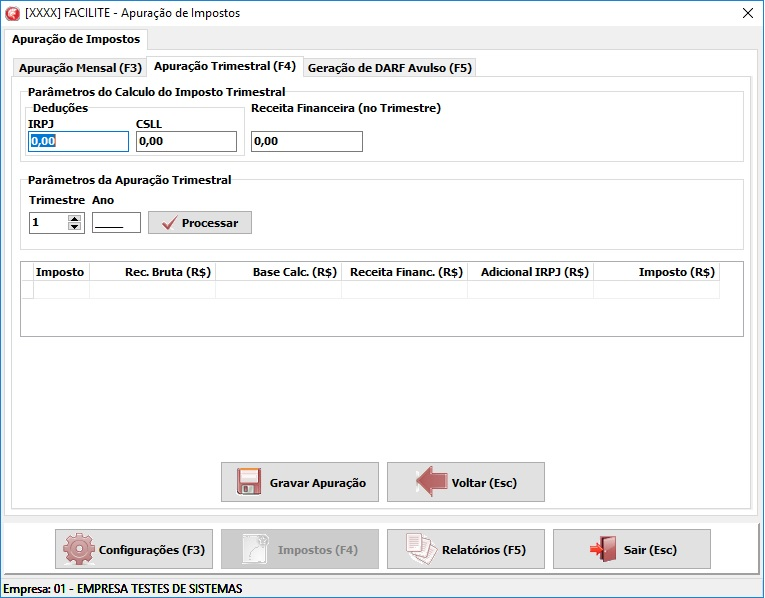 [XXXX] FACILITE - Apuração de Impostos
Apuração de Impostos
Apuração Mensal (F3) Apuração Trimestral (F4) Geração de DARF Avulso (F5)
Parâmetros do Calculo do Imposto Trimestral
Deduções Receita Financeira (no Trimestre)
IRPJ CSLL
0,00 0,00 0,00
Parâmetros da Apuração Trimestral
Trimestre Ano
1 ____ Processar
Imposto Rec. Bruta (R$) Base Calc. (R$) Receita Financ. (R$) Adicional IRPJ (R$) Imposto (R$)
Gravar Apuração Voltar (Esc)
Configurações (F3) Impostos (F4) Relatórios (F5) Sair (Esc)
Empresa: 01 - EMPRESA TESTES DE SISTEMAS